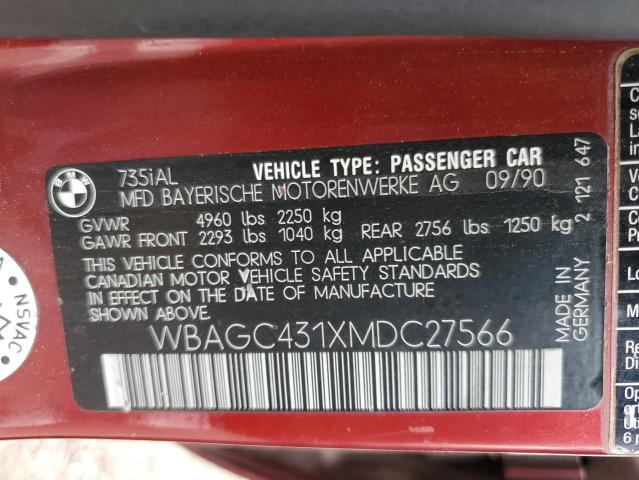 BMW
735iAL
VEHICLE TYPE: PASSENGER CAR
MFD BAYERISCHE MOTORENWERKE AG 09/90
GVWR 4960 lbs 2250 kg
GAWR FRONT 2293 lbs 1040 kg REAR 2756 lbs 1250 kg
THIS VEHICLE CONFORMS TO ALL APPLICABLE
CANADIAN MOTOR VEHICLE SAFETY STANDARDS
IN EFFECT ON THE DATE OF MANUFACTURE
SHOWN ABOVE.
WBAGC431XMDC27566
MADE IN
GERMANY
2 121 647
NSVAC